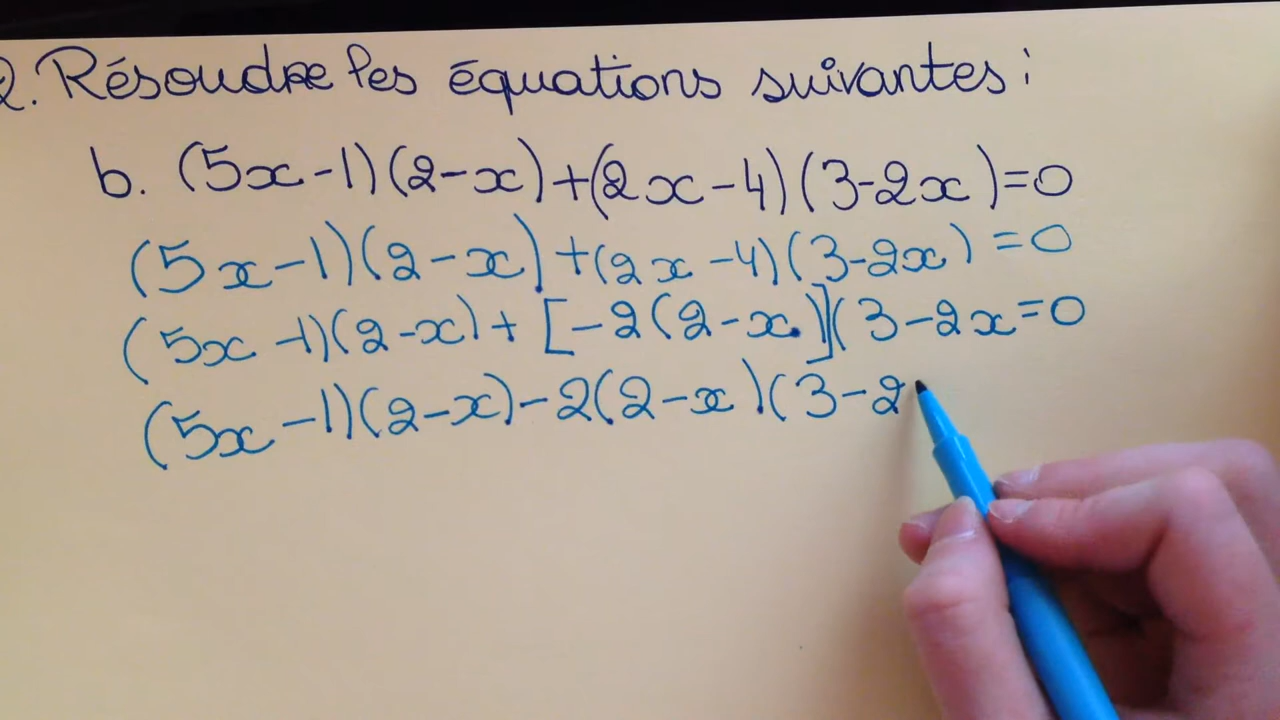 2. Résoudre les équations suivantes :
b. (5x-1)(2-x)+(2x-4)(3-2x)=0
(5x-1)(2-x)+(2x-4)(3-2x)=0
(5x-1)(2-x)+[-2(2-x)](3-2x=0
(5x-1)(2-x)-2(2-x)(3-2